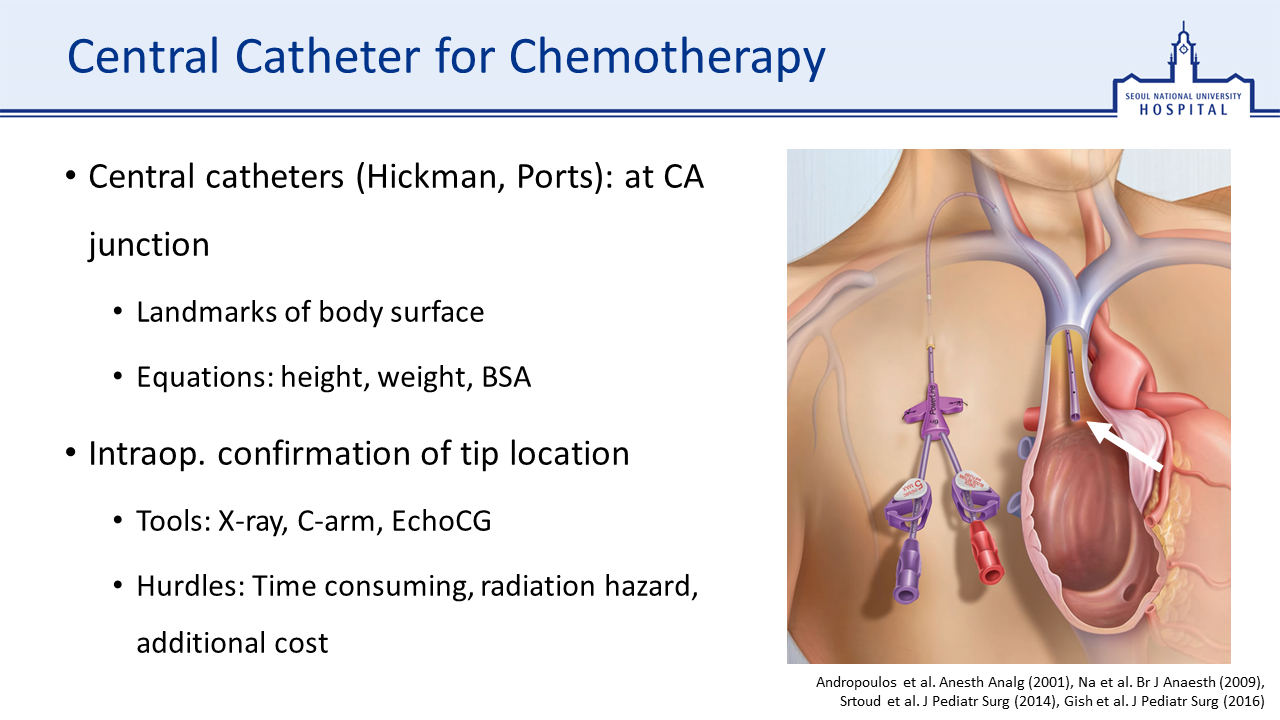 Central Catheter for Chemotherapy
SEOUL NATIONAL UNIVERSITY
HOSPITAL
• Central catheters (Hickman, Ports): at CA
junction
• Landmarks of body surface
• Equations: height, weight, BSA
• Intraop. confirmation of tip location
• Tools: X-ray, C-arm, EchoCG
• Hurdles: Time consuming, radiation hazard,
additional cost
Andropoulos et al. Anesth Analg (2001), Na et al. Br J Anaesth (2009),
Srtoud et al. J Pediatr Surg (2014), Gish et al. J Pediatr Surg (2016)